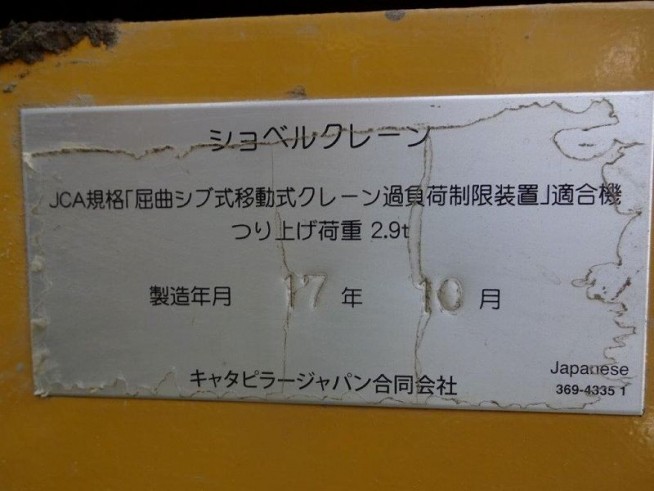 ショベルクレーン
JCA規格「屈曲ジブ式移動式クレーン過負荷制限装置」適合機
つり上げ荷重 2.9t
製造年月 17 年 10 月
キャタピラージャパン合同会社
Japanese
369-4335 1